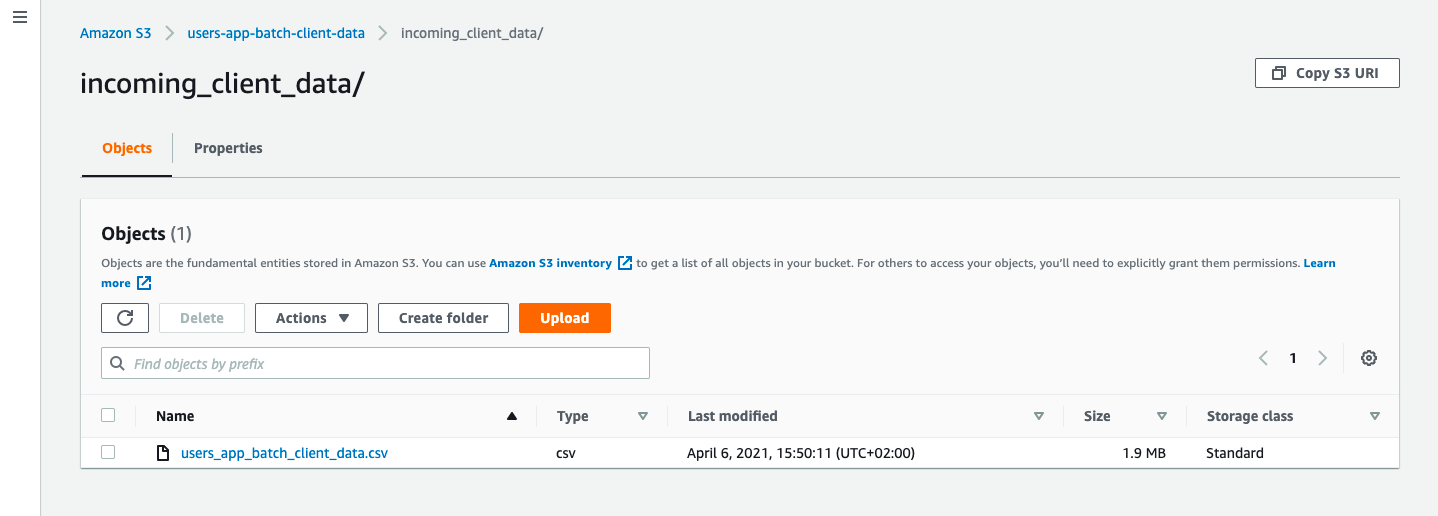 Amazon S3 users-app-batch-client-data incoming_client_data/
incoming_client_data/
Copy S3 URI
Objects Properties
Objects (1)
Objects are the fundamental entities stored in Amazon S3. You can use Amazon S3 inventory to get a list of all objects in your bucket. For others to access your objects, you’ll need to explicitly grant them permissions. Learn
more
Delete Actions Create folder Upload
Find objects by prefix 1
Name Type Last modified Size Storage class
users_app_batch_client_data.csv csv April 6, 2021, 15:50:11 (UTC+02:00) 1.9 MB Standard